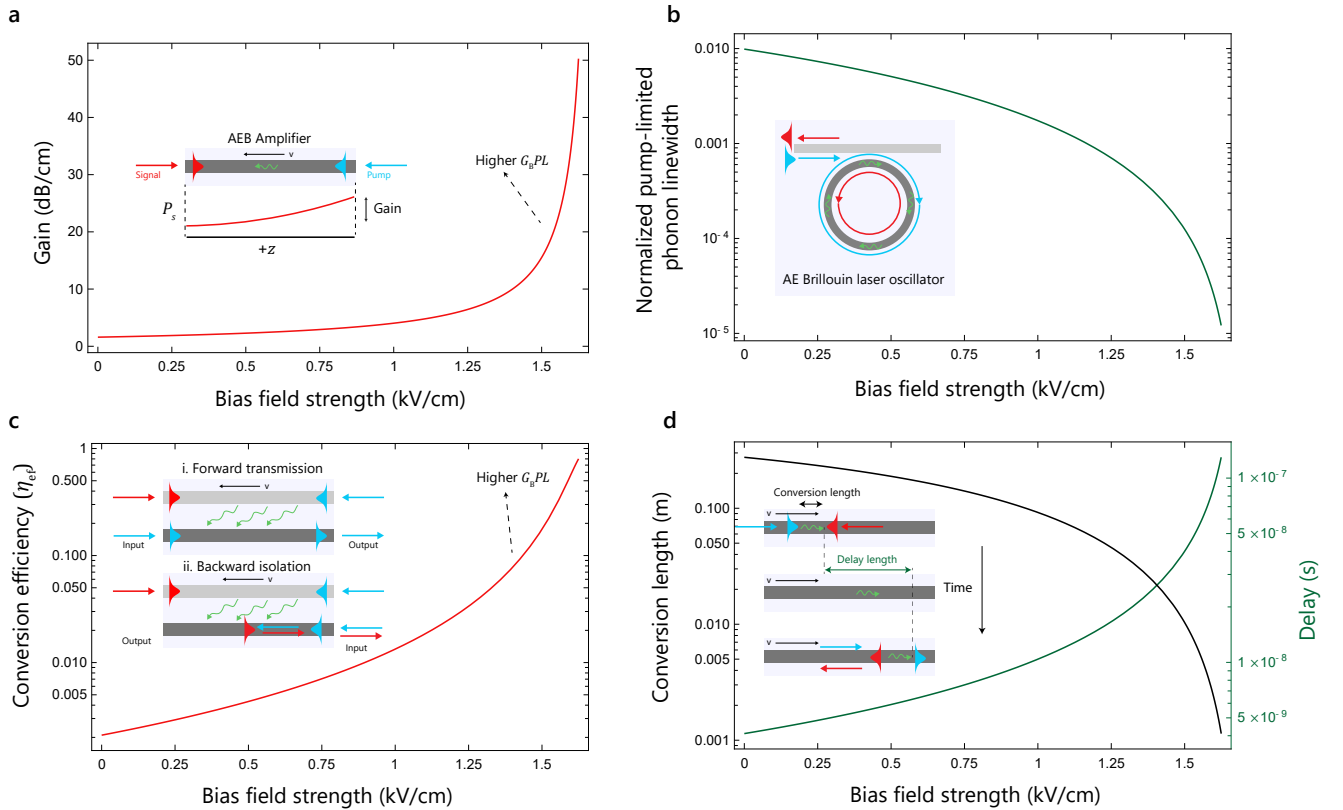 a
Gain (dB/cm)
50
40
30
20
10
0
0
0.25
0.5
0.75
1
1.25
1.5
Bias field strength (kV/cm)
AEB Amplifier
v
Signal
Pump
P_s
Gain
+z
Higher G_BPL
b
Normalized pump-limited
phonon linewidth
0.010
0.001
10^-4
10^-5
0
0.25
0.5
0.75
1
1.25
1.5
Bias field strength (kV/cm)
AE Brillouin laser oscillator
c
Conversion efficiency (η_ef)
1
0.500
0.100
0.050
0.010
0.005
0
0.25
0.5
0.75
1
1.25
1.5
Bias field strength (kV/cm)
i. Forward transmission
v
Input
Output
ii. Backward isolation
v
Output
Input
Higher G_BPL
d
Conversion length (m)
0.100
0.050
0.010
0.005
0.001
0
0.25
0.5
0.75
1
1.25
1.5
Bias field strength (kV/cm)
Delay (s)
1×10^-7
5×10^-8
1×10^-8
5×10^-9
Conversion length
v
Delay length
v
Time
v